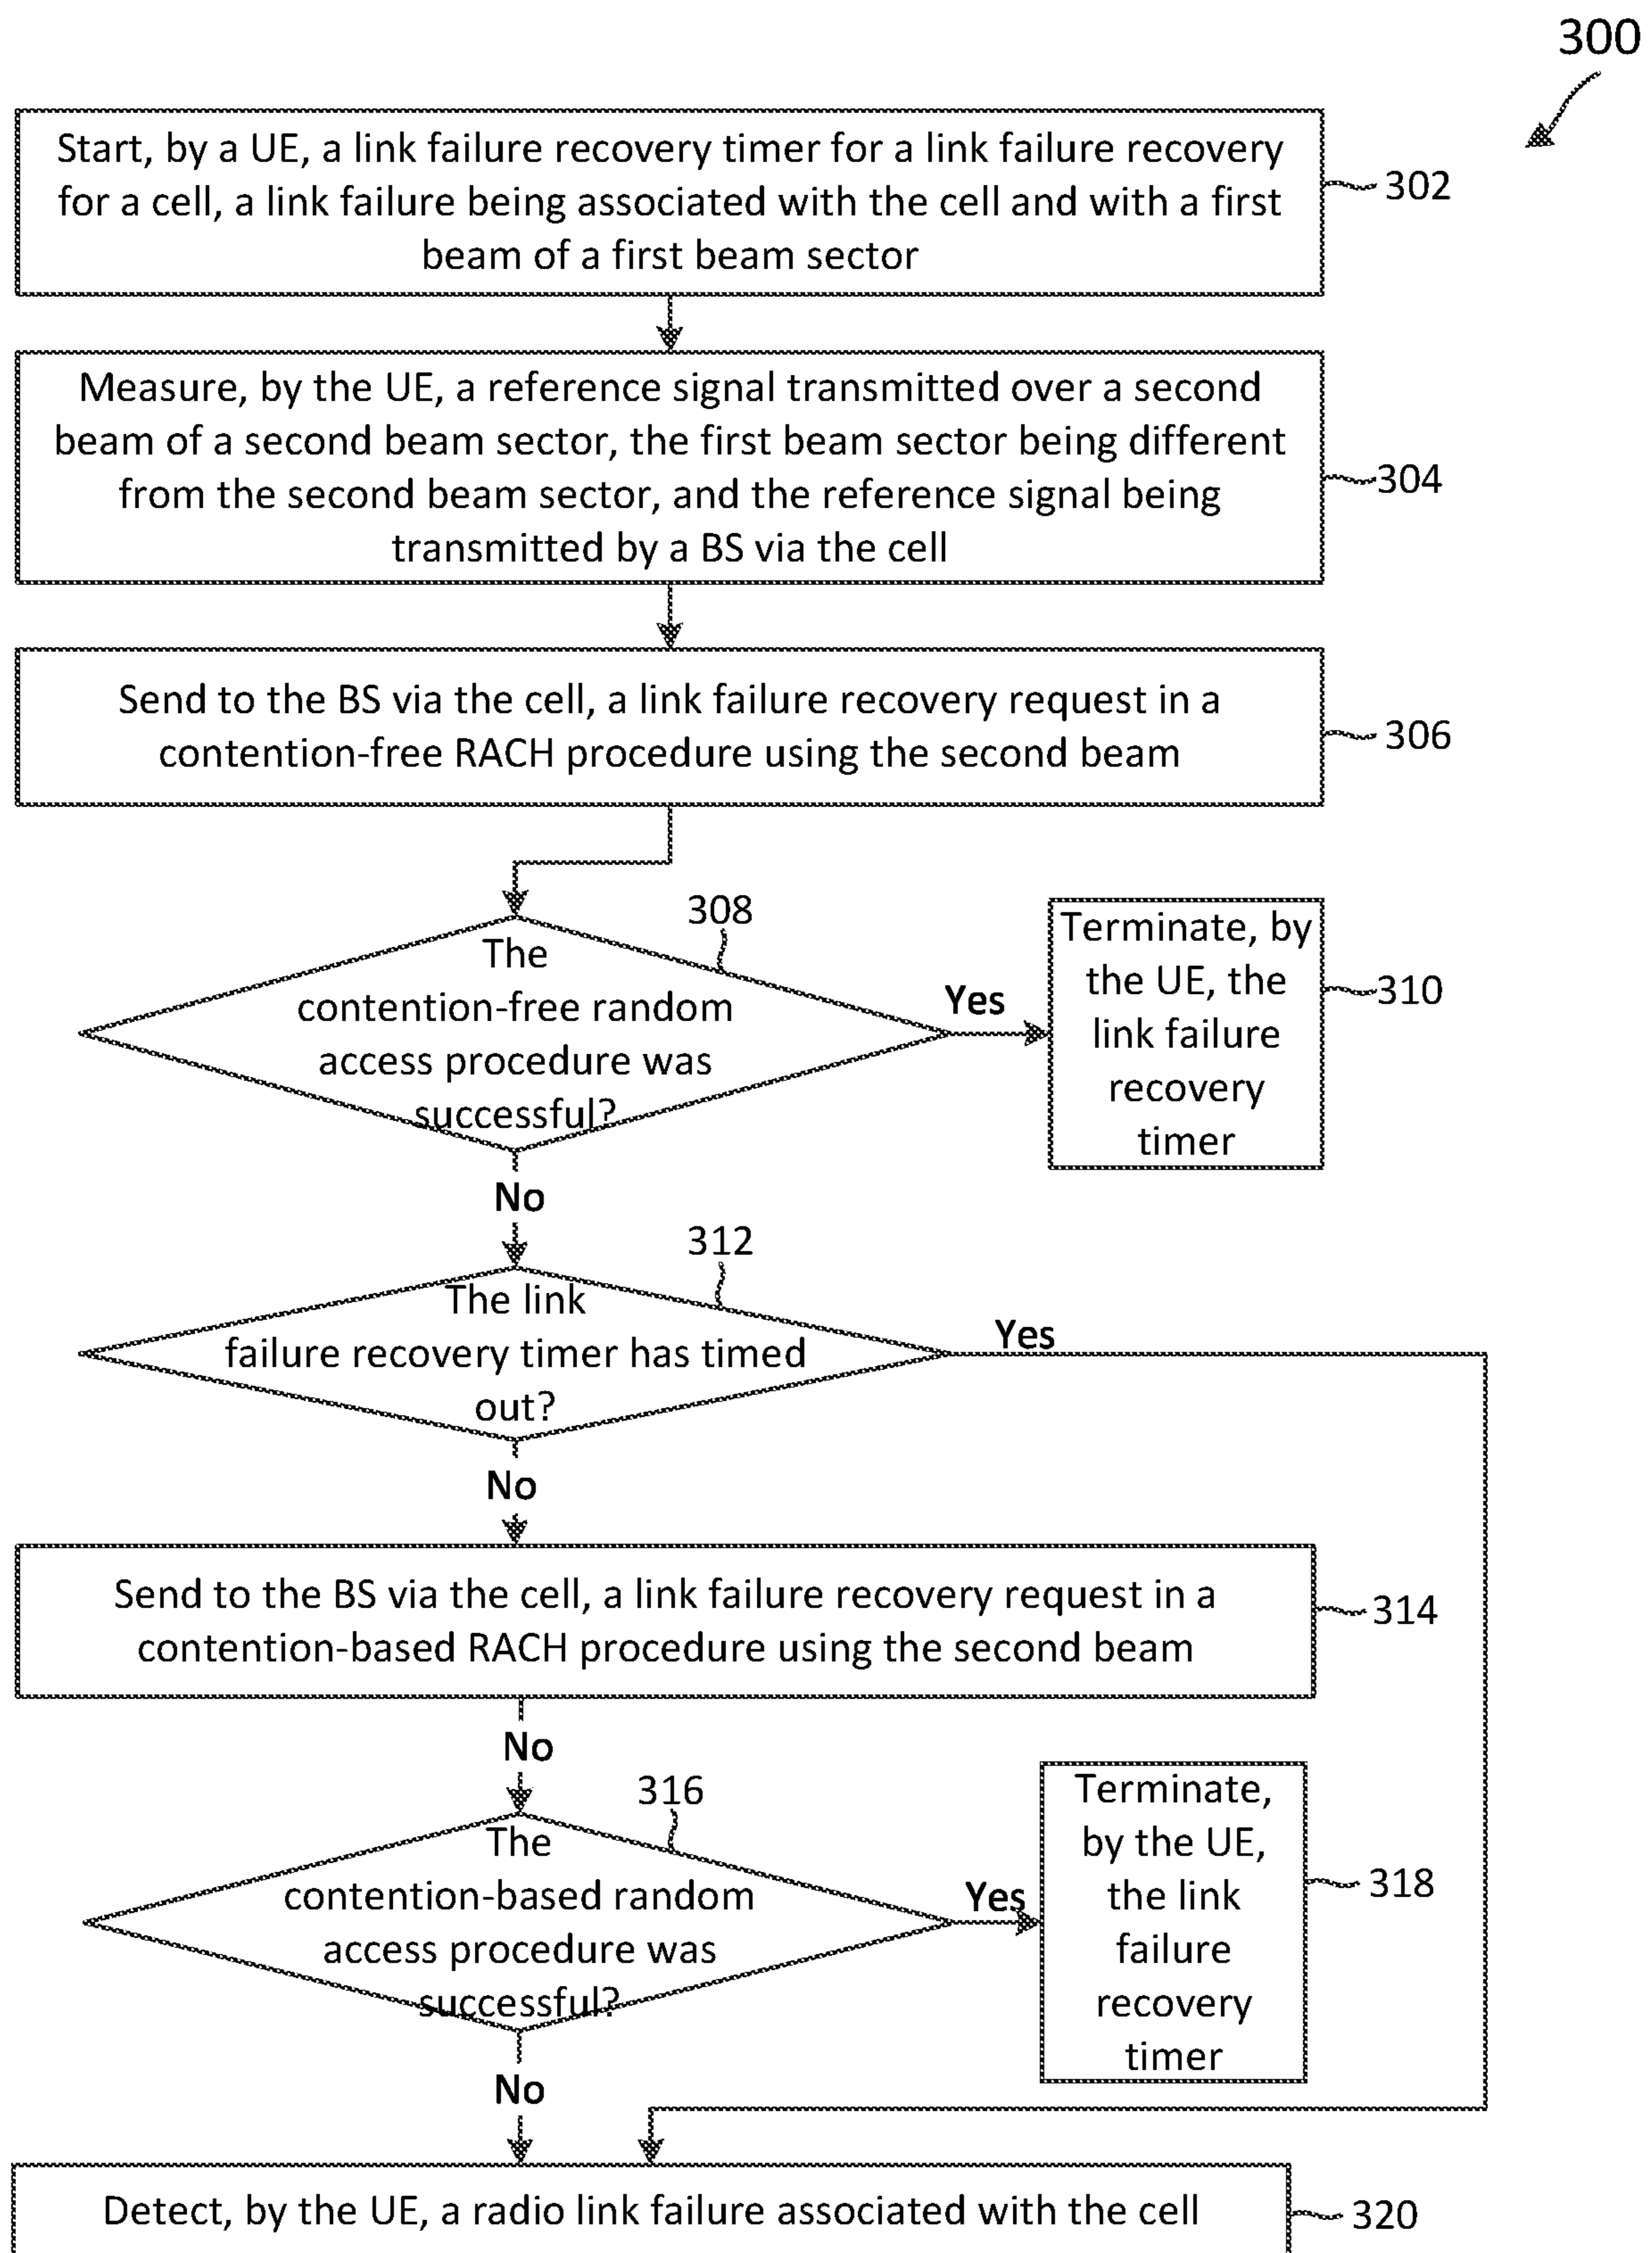 300
Start, by a UE, a link failure recovery timer for a link failure recovery
for a cell, a link failure being associated with the cell and with a first
beam of a first beam sector
302
Measure, by the UE, a reference signal transmitted over a second
beam of a second beam sector, the first beam sector being different
from the second beam sector, and the reference signal being
transmitted by a BS via the cell
304
Send to the BS via the cell, a link failure recovery request in a
contention-free RACH procedure using the second beam
306
308
The
contention-free random
access procedure was
successful?
Yes
Terminate, by
the UE, the
link failure
recovery
timer
310
No
312
The link
failure recovery timer has timed
out?
Yes
No
Send to the BS via the cell, a link failure recovery request in a
contention-based RACH procedure using the second beam
314
No
316
The
contention-based random
access procedure was
successful?
Yes
Terminate,
by the UE,
the link
failure
recovery
timer
318
No
Detect, by the UE, a radio link failure associated with the cell
320